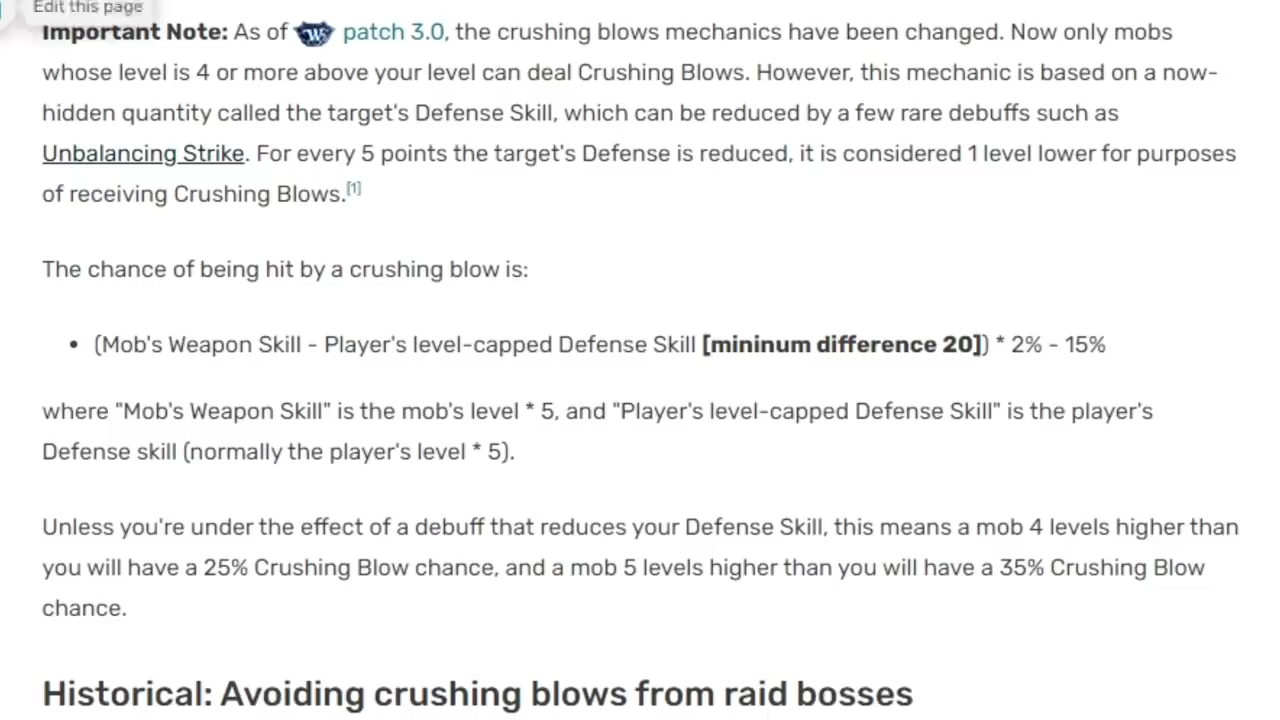 Edit this page
Important Note: As of patch 3.0, the crushing blows mechanics have been changed. Now only mobs
whose level is 4 or more above your level can deal Crushing Blows. However, this mechanic is based on a now-
hidden quantity called the target's Defense Skill, which can be reduced by a few rare debuffs such as
Unbalancing Strike. For every 5 points the target's Defense is reduced, it is considered 1 level lower for purposes
of receiving Crushing Blows.[1]
The chance of being hit by a crushing blow is:
• (Mob's Weapon Skill - Player's level-capped Defense Skill [mininum difference 20]) * 2% - 15%
where "Mob's Weapon Skill" is the mob's level * 5, and "Player's level-capped Defense Skill" is the player's
Defense skill (normally the player's level * 5).
Unless you're under the effect of a debuff that reduces your Defense Skill, this means a mob 4 levels higher than
you will have a 25% Crushing Blow chance, and a mob 5 levels higher than you will have a 35% Crushing Blow
chance.
Historical: Avoiding crushing blows from raid bosses